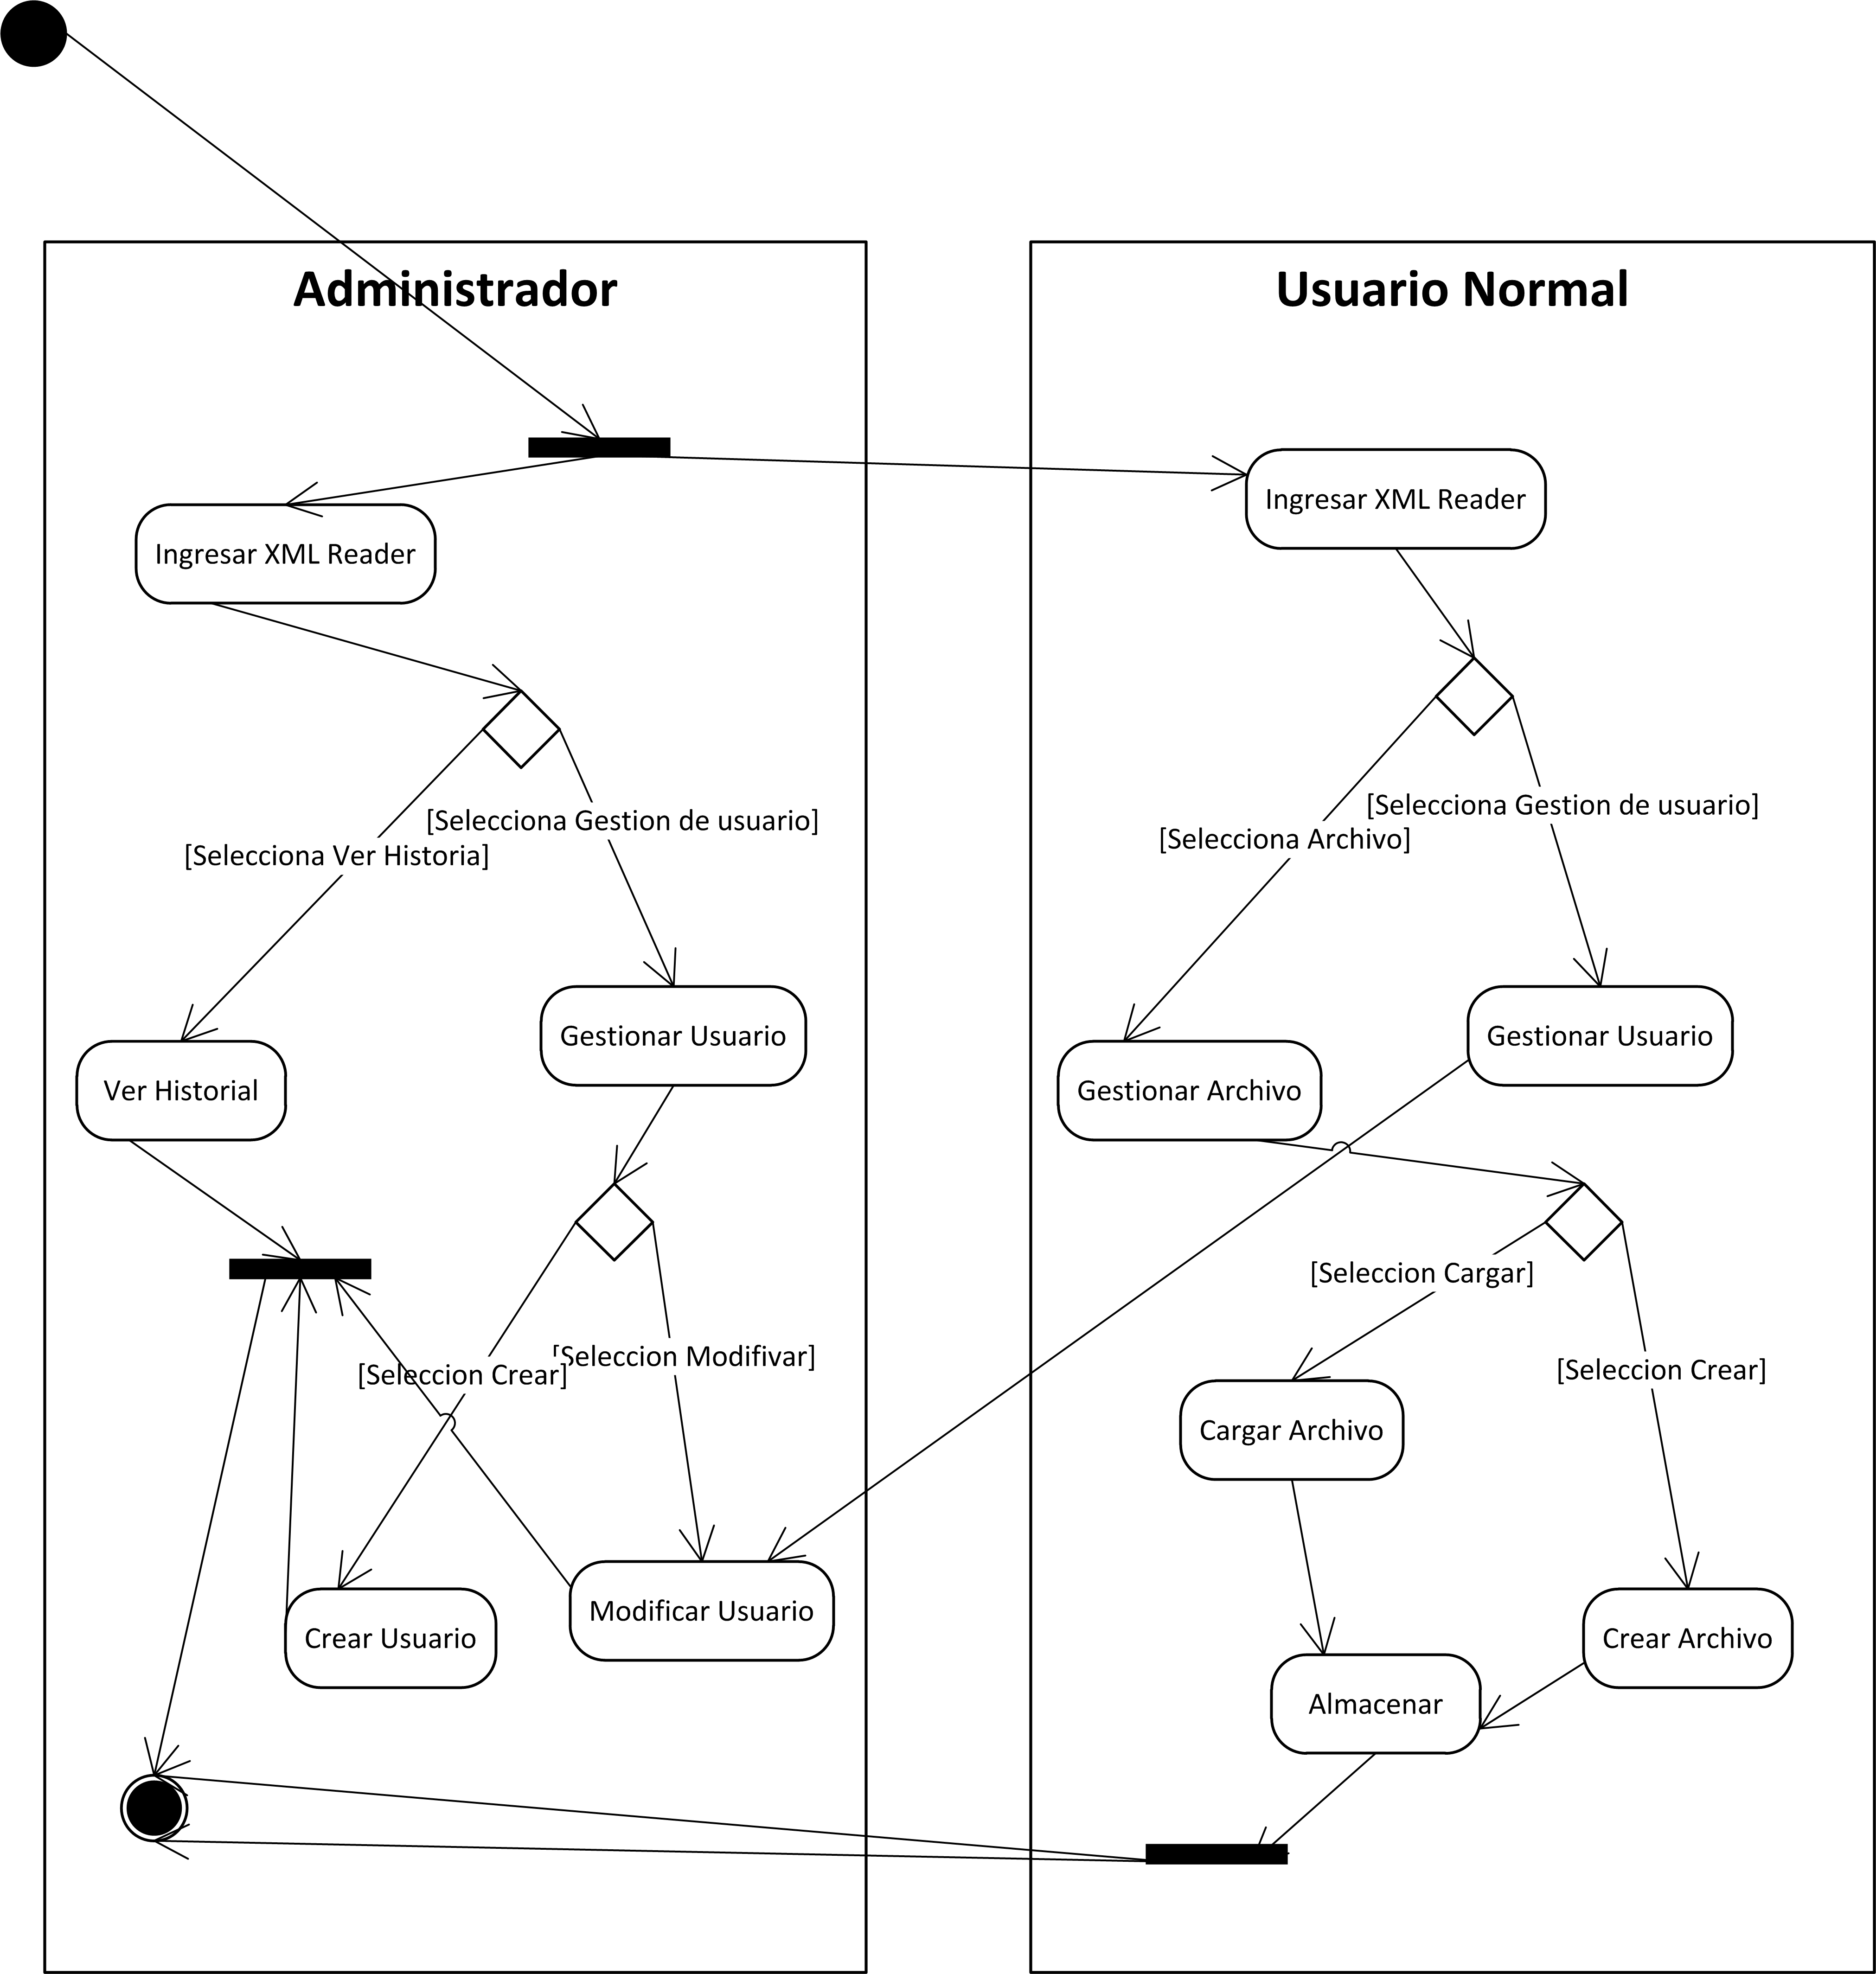 Administrador
Usuario Normal
Ingresar XML Reader
Ingresar XML Reader
[Selecciona Gestion de usuario]
[Selecciona Ver Historia]
[Selecciona Gestion de usuario]
[Selecciona Archivo]
Gestionar Usuario
Ver Historial
Gestionar Usuario
Gestionar Archivo
[Seleccion Modifivar]
[Seleccion Crear]
[Seleccion Cargar]
[Seleccion Crear]
Cargar Archivo
Modificar Usuario
Crear Usuario
Crear Archivo
Almacenar